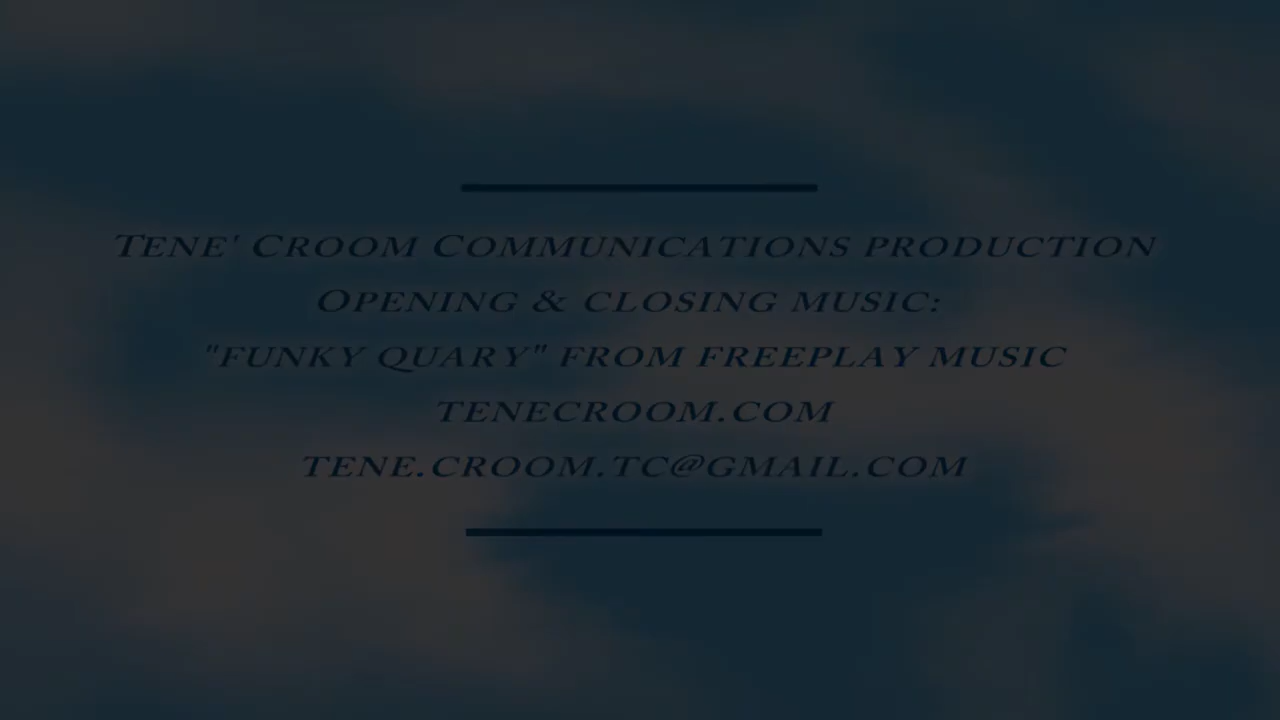 Tene' Croom Communications production
Opening & closing music:
"funky quary" from freeplay music
tenecroom.com
tene.croom.tc@gmail.com